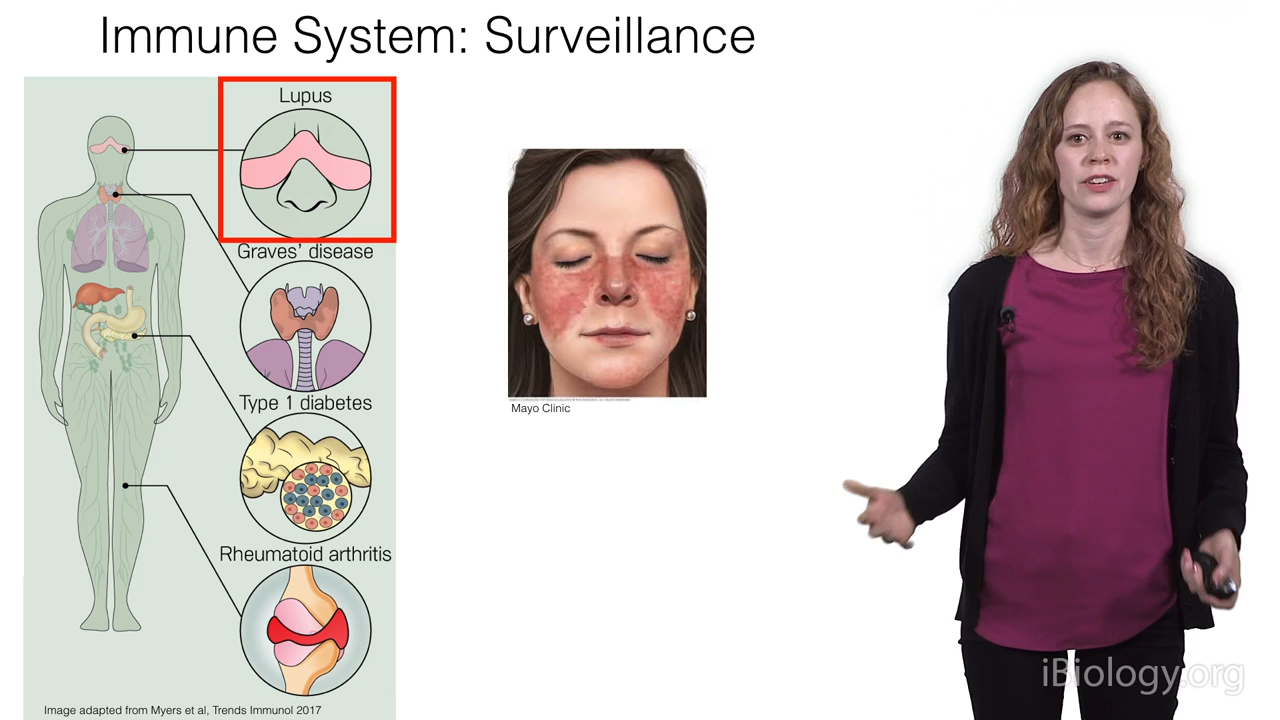 Immune System: Surveillance
Lupus
Graves’ disease
Type 1 diabetes
Rheumatoid arthritis
Image adapted from Myers et al, Trends Immunol 2017
Mayo Clinic
iBiology.org